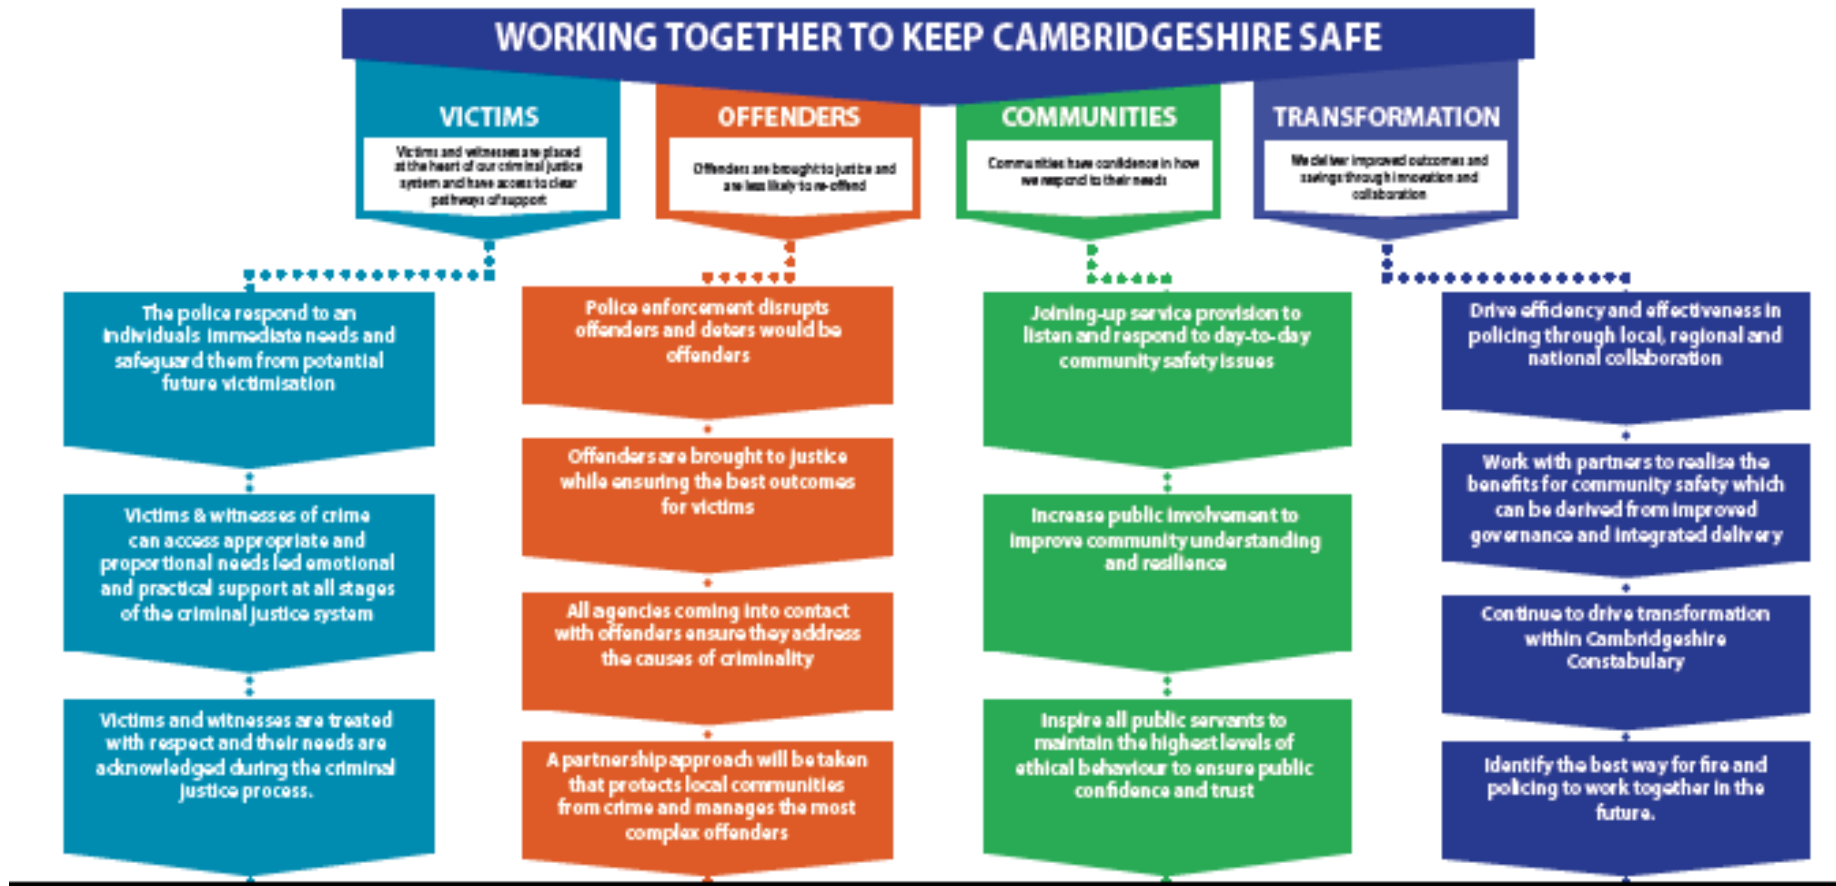 WORKING TOGETHER TO KEEP CAMBRIDGESHIRE SAFE
VICTIMS
Victims and witnesses are placed
at the heart of our criminal justice
system and have access to clear
pathways of support
OFFENDERS
Offenders are brought to justice and
are less likely to re-offend
COMMUNITIES
Communities have confidence in how
we respond to their needs
TRANSFORMATION
We deliver improved outcomes and
savings through innovation and
collaboration
The police respond to an
individuals immediate needs and
safeguard them from potential
future victimisation
Victims & witnesses of crime
can access appropriate and
proportional needs led emotional
and practical support at all stages
of the criminal justice system
Victims and witnesses are treated
with respect and their needs are
acknowledged during the criminal
justice process.
Police enforcement disrupts
offenders and deters would be
offenders
Offenders are brought to justice
while ensuring the best outcomes
for victims
All agencies coming into contact
with offenders ensure they address
the causes of criminality
A partnership approach will be taken
that protects local communities
from crime and manages the most
complex offenders
Joining-up service provision to
listen and respond to day-to-day
community safety issues
Increase public involvement to
improve community understanding
and resilience
Inspire all public servants to
maintain the highest levels of
ethical behaviour to ensure public
confidence and trust
Drive efficiency and effectiveness in
policing through local, regional and
national collaboration
Work with partners to realise the
benefits for community safety which
can be derived from improved
governance and integrated delivery
Continue to drive transformation
within Cambridgeshire
Constabulary
Identify the best way for fire and
policing to work together in the
future.